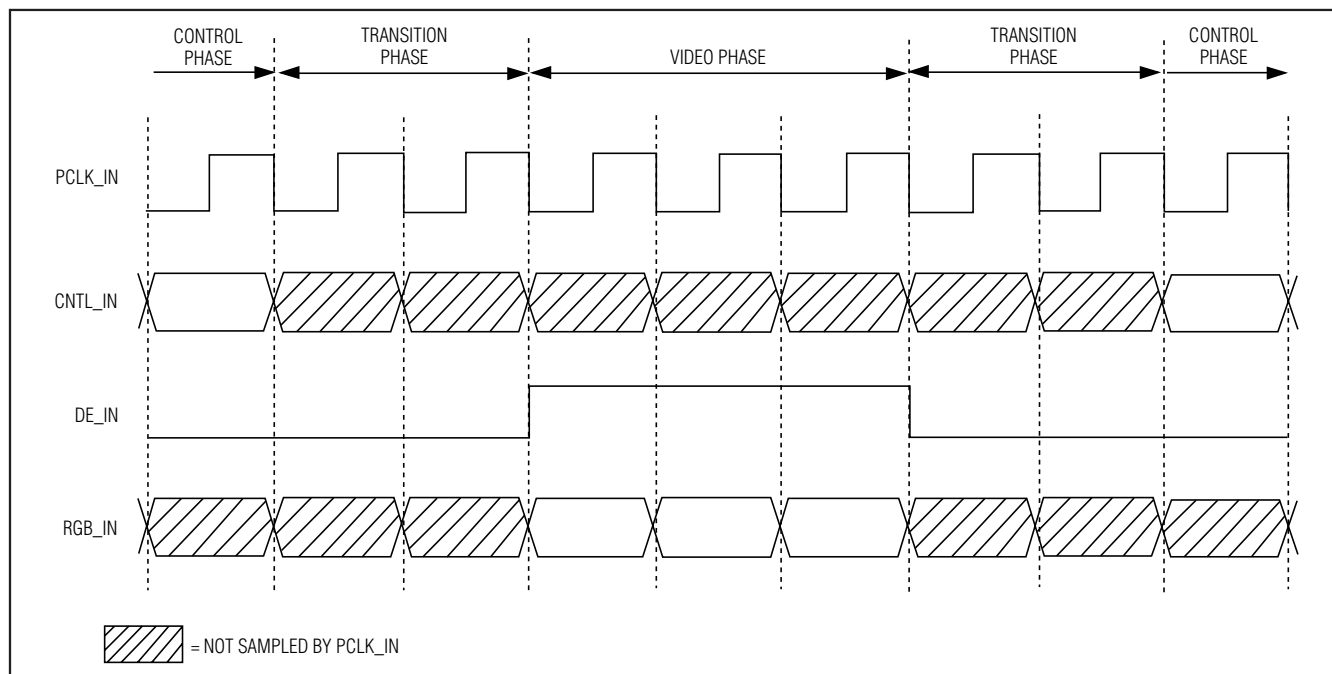 CONTROL
PHASE
TRANSITION
PHASE
VIDEO PHASE
TRANSITION
PHASE
CONTROL
PHASE
PCLK_IN
CNTL_IN
DE_IN
RGB_IN
= NOT SAMPLED BY PCLK_IN